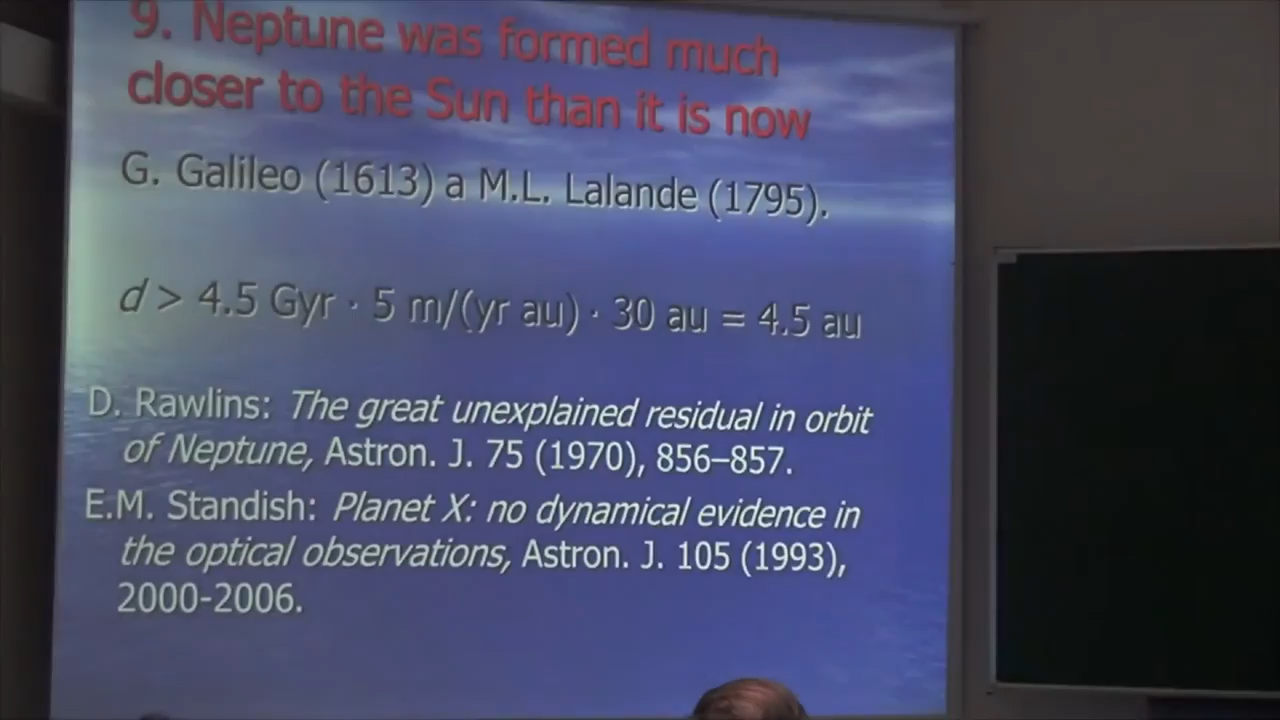 9. Neptune was formed much
closer to the Sun than it is now
G. Galileo (1613) a M.L. Lalande (1795).
d > 4.5 Gyr · 5 m/(yr au) · 30 au = 4.5 au
D. Rawlins: The great unexplained residual in orbit
of Neptune, Astron. J. 75 (1970), 856–857.
E.M. Standish: Planet X: no dynamical evidence in
the optical observations, Astron. J. 105 (1993),
2000-2006.